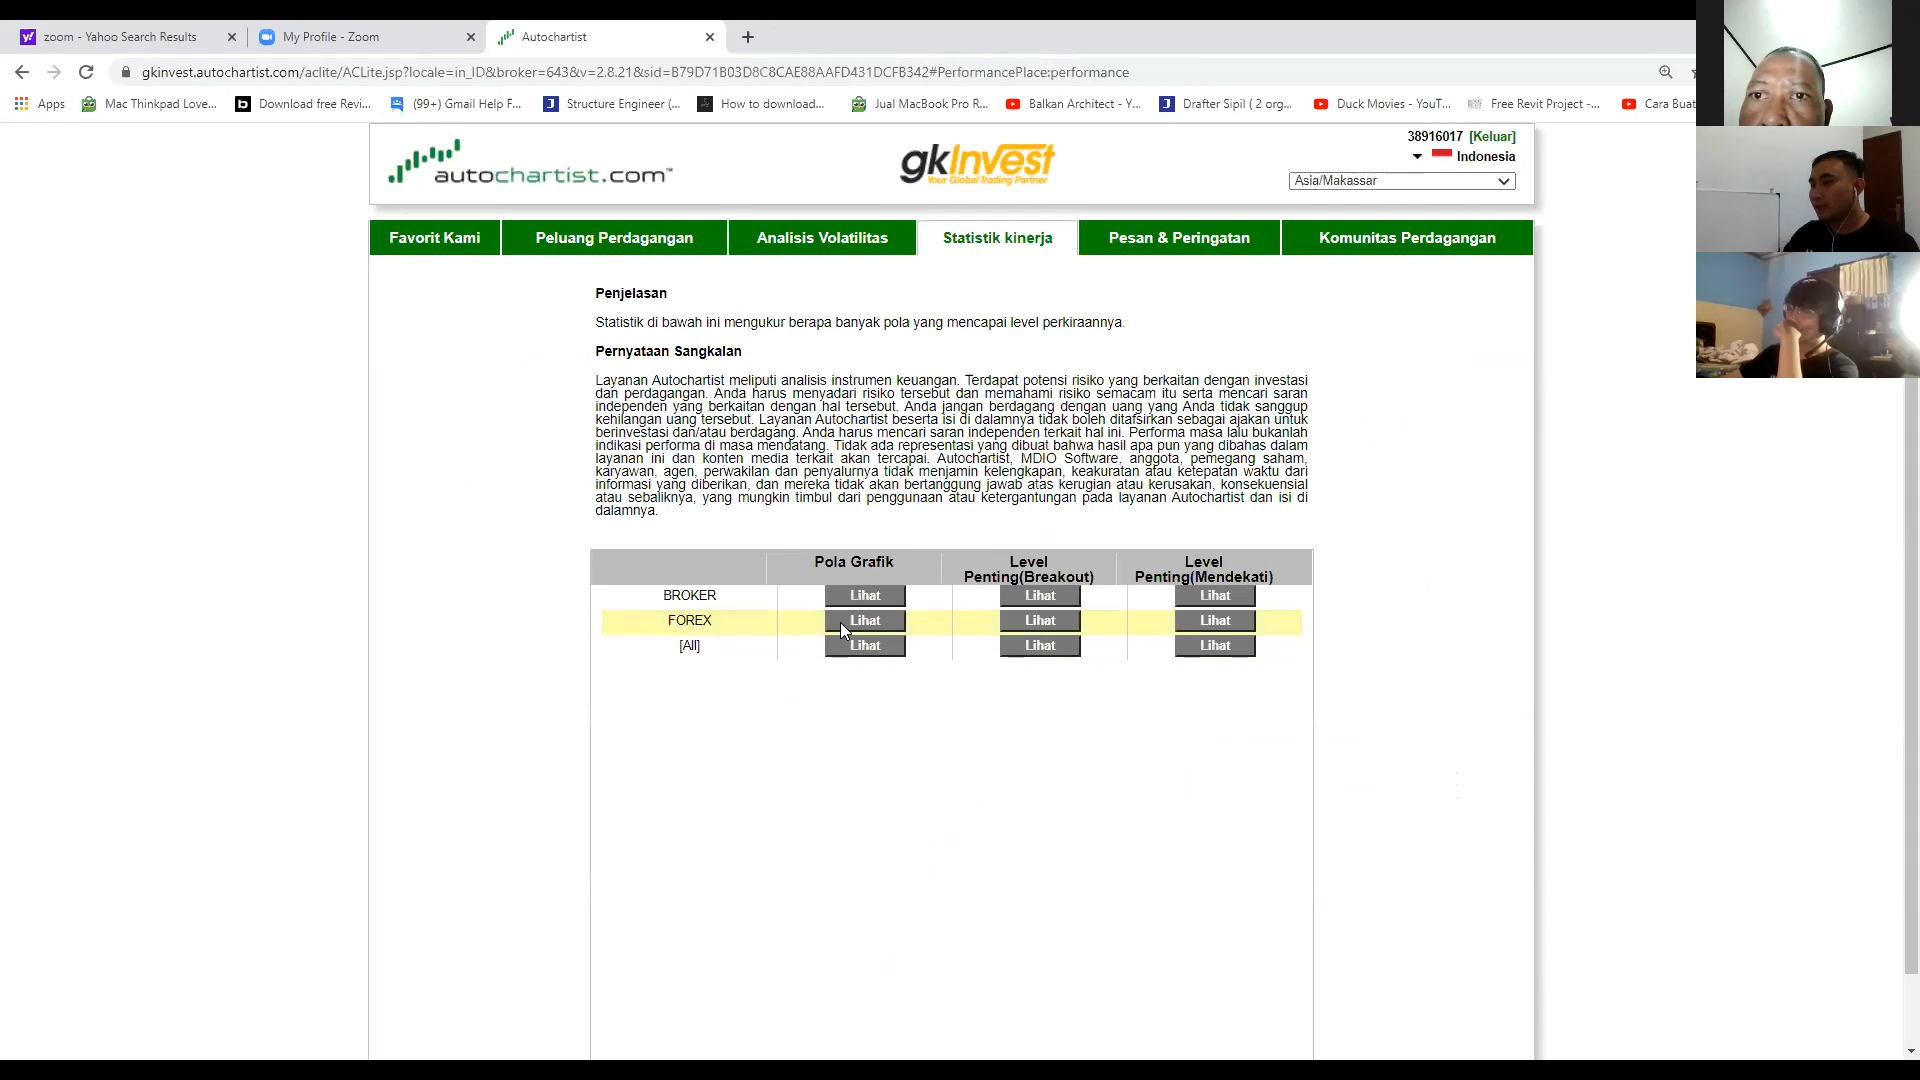 zoom - Yahoo Search Results
My Profile - Zoom
Autochartist
gkinvest.autochartist.com/aclite/ACLite.jsp?locale=in_ID&broker=643&v=2.8.21&sid=B79D71B03D8C8CAE88AAFD431DCFB342#PerformancePlace:performance
Apps
Mac Thinkpad Love...
Download free Revi...
(99+) Gmail Help F...
Structure Engineer (...
How to download...
Jual MacBook Pro R...
Balkan Architect - Y...
Drafter Sipil ( 2 org...
Duck Movies - YouT...
Free Revit Project -...
Cara Buat
autochartist.com™
gkInvest
Your Global Trading Partner
38916017 [Keluar]
Indonesia
Asia/Makassar
Favorit Kami
Peluang Perdagangan
Analisis Volatilitas
Statistik kinerja
Pesan & Peringatan
Komunitas Perdagangan
Penjelasan
Statistik di bawah ini mengukur berapa banyak pola yang mencapai level perkiraannya.
Pernyataan Sangkalan
Layanan Autochartist meliputi analisis instrumen keuangan. Terdapat potensi risiko yang berkaitan dengan investasi
dan perdagangan. Anda harus menyadari risiko tersebut dan memahami risiko semacam itu serta mencari saran
independen yang berkaitan dengan hal tersebut. Anda jangan berdagang dengan uang yang Anda tidak sanggup
kehilangan uang tersebut. Layanan Autochartist beserta isi di dalamnya tidak boleh ditafsirkan sebagai ajakan untuk
berinvestasi dan/atau berdagang. Anda harus mencari saran independen terkait hal ini. Performa masa lalu bukanlah
indikasi performa di masa mendatang. Tidak ada representasi yang dibuat bahwa hasil apa pun yang dibahas dalam
layanan ini dan konten media terkait akan tercapai. Autochartist, MDIO Software, anggota, pemegang saham,
karyawan, agen, perwakilan dan penyalurnya tidak menjamin kelengkapan, keakuratan atau ketepatan waktu dari
informasi yang diberikan, dan mereka tidak akan bertanggung jawab atas kerugian atau kerusakan, konsekuensial
atau sebaliknya, yang mungkin timbul dari penggunaan atau ketergantungan pada layanan Autochartist dan isi di
dalamnya.
Pola Grafik
Level
Penting(Breakout)
Level
Penting(Mendekati)
BROKER Lihat Lihat Lihat
FOREX Lihat Lihat Lihat
[All] Lihat Lihat Lihat